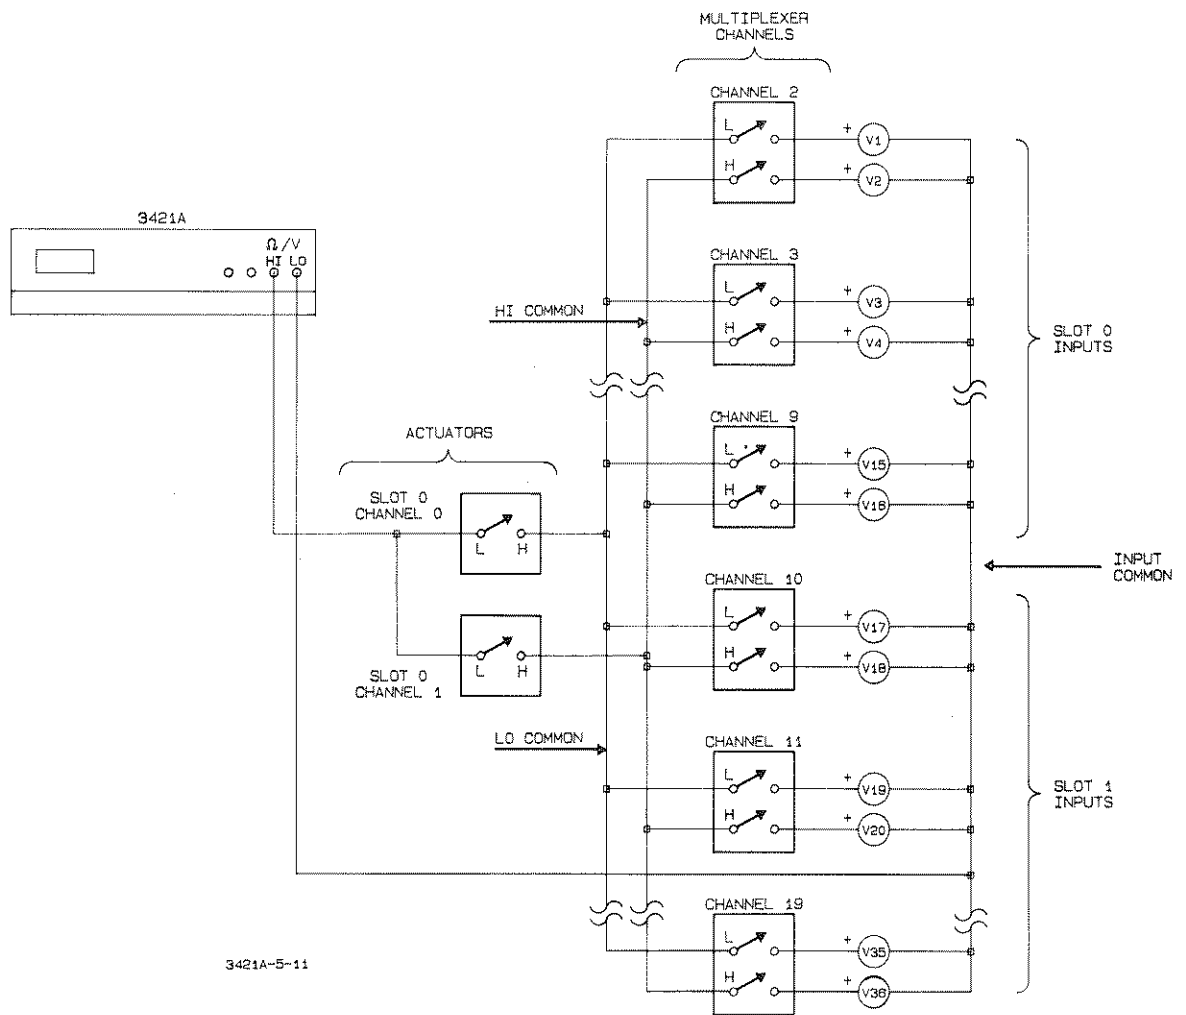 MULTIPLEXER
CHANNELS
CHANNEL 2
L
+
V1
H
+
V2
3421A
Ω/V
HI LO
CHANNEL 3
L
+
V3
H
+
V4
HI COMMON
SLOT 0
INPUTS
CHANNEL 9
L
+
V15
H
+
V16
ACTUATORS
SLOT 0
CHANNEL 0
L
H
INPUT
COMMON
CHANNEL 10
L
+
V17
H
+
V18
SLOT 0
CHANNEL 1
L
H
LO COMMON
CHANNEL 11
L
+
V19
H
+
V20
SLOT 1
INPUTS
CHANNEL 19
L
+
V35
H
+
V36
3421A-5-11